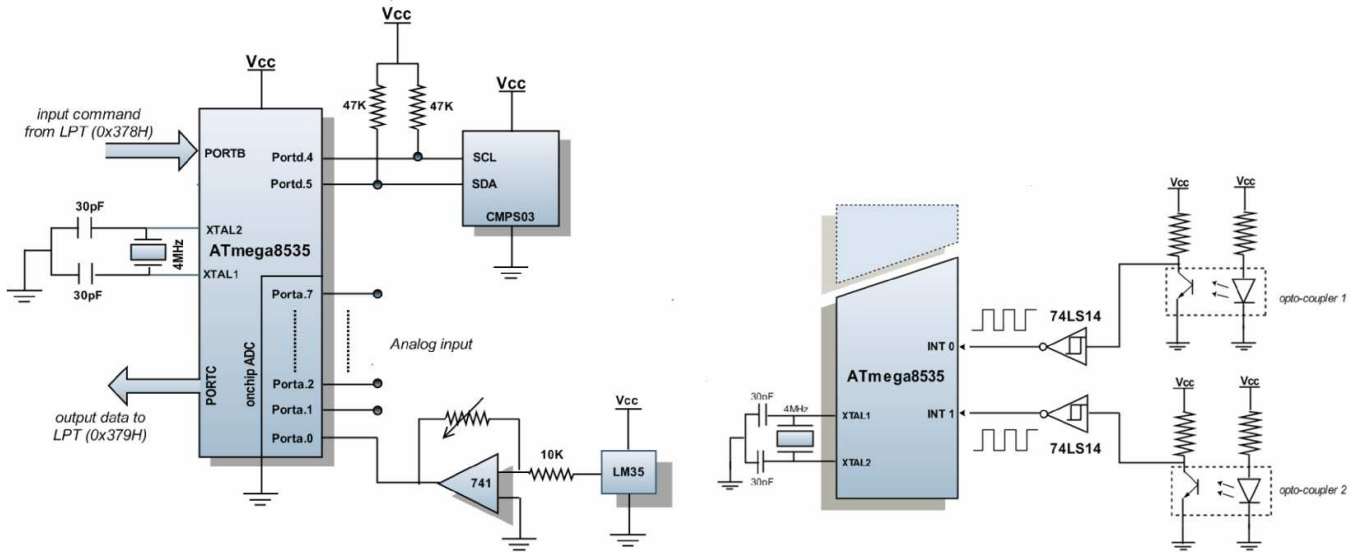 Vcc
Vcc
Vcc
47K
47K
input command
from LPT (0x378H)
PORTB
Portd.4
SCL
Portd.5
SDA
CMPS03
30pF
XTAL2
ATmega8535
4MHz
XTAL1
30pF
Porta.7
onchip ADC
Analog input
PORTC
Porta.2
Porta.1
Porta.0
output data to
LPT (0x379H)
Vcc
10K
741
LM35
Vcc
Vcc
opto-coupler 1
74LS14
INT 0
ATmega8535
Vcc
Vcc
30pF
4MHz
XTAL1
INT 1
74LS14
XTAL2
30pF
opto-coupler 2